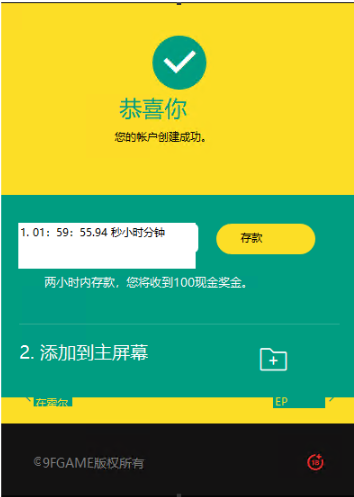 恭喜你
您的帐户创建成功。
1. 01：59：55.94 秒小时分钟
存款
两小时内存款，您将收到100现金奖金。
2. 添加到主屏幕
在霍尔
EP
©9FGAME版权所有
18